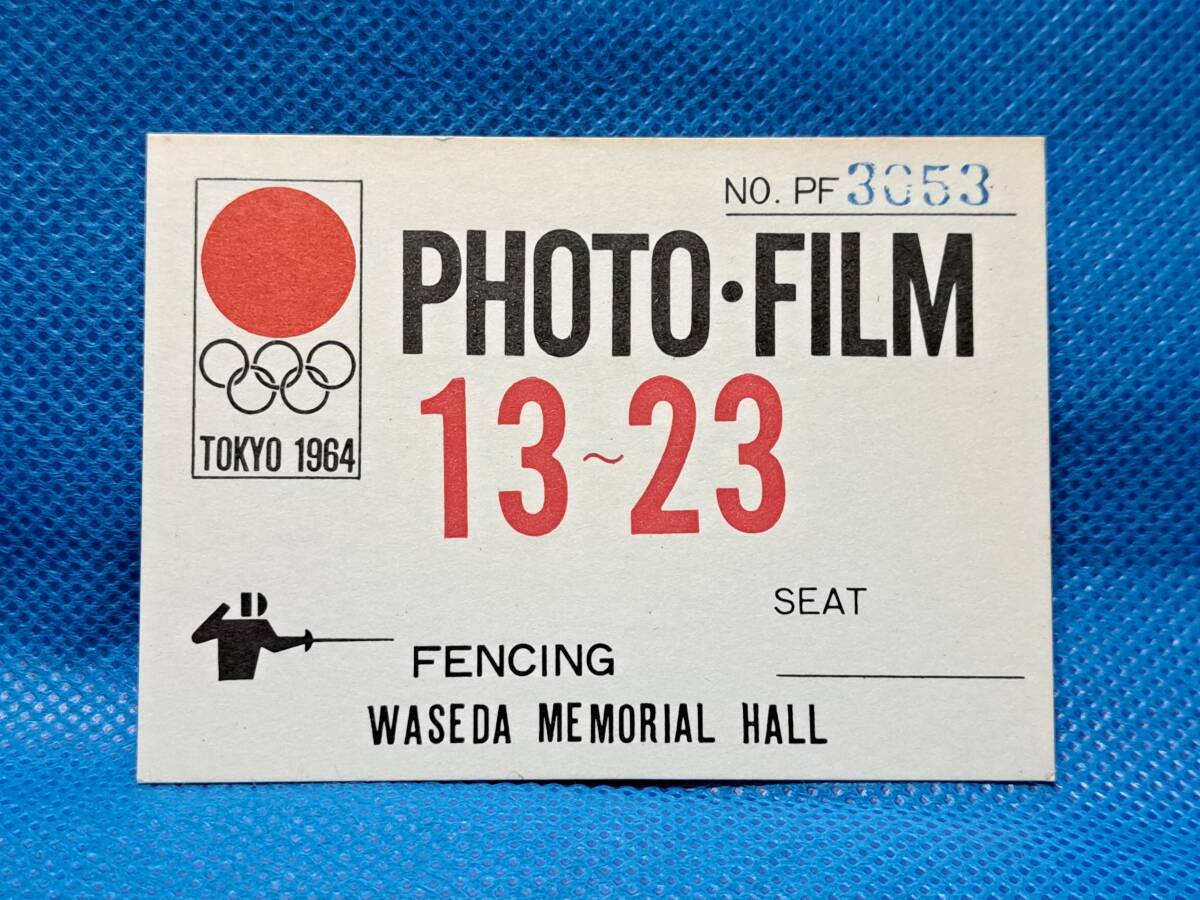 NO. PF 3053
PHOTO·FILM
13~23
TOKYO 1964
SEAT
FENCING
WASEDA MEMORIAL HALL